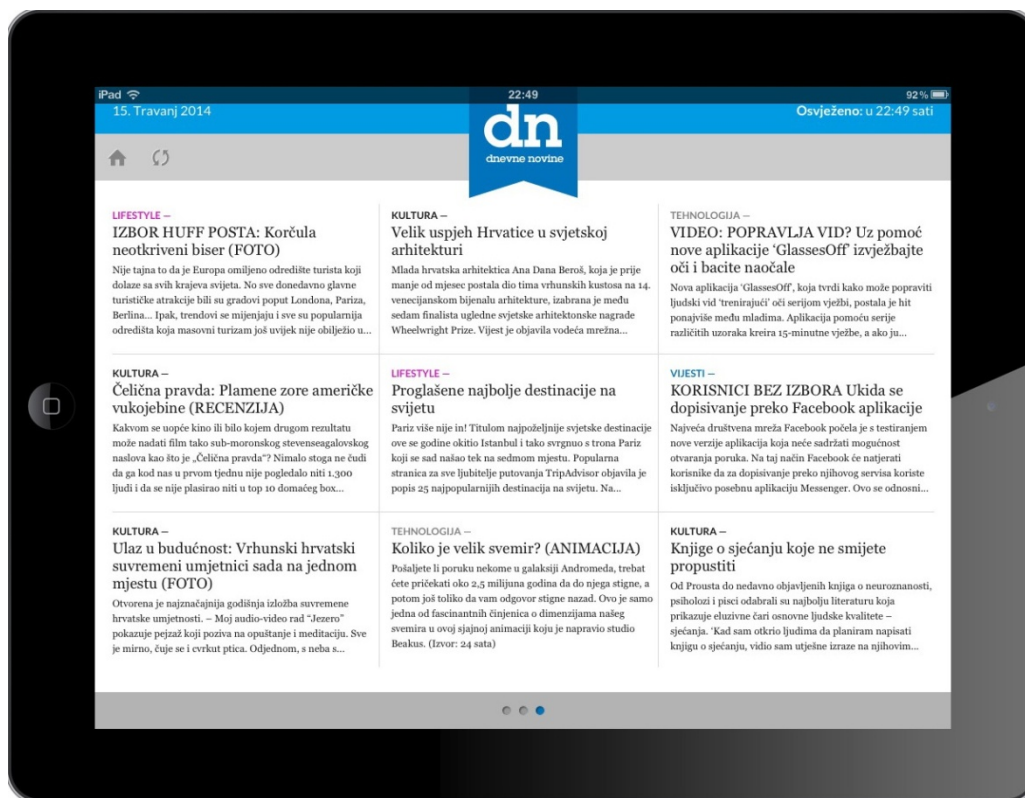 iPad
22:49
92%
15. Travanj 2014
Osvježeno: u 22:49 sati
dn
dnevne novine
LIFESTYLE –
IZBOR HUFF POSTA: Korčula
neotkriveni biser (FOTO)
Nije tajna to da je Europa omiljeno odredište turista koji
dolaze sa svih krajeva svijeta. No sve donedavno glavne
turističke atrakcije bili su gradovi poput Londona, Pariza,
Berlina... Ipak, trendovi se mijenjaju i sve su popularnija
odredišta koja masovni turizam još uvijek nije obilježio u...
KULTURA –
Velik uspjeh Hrvatice u svjetskoj
arhitekturi
Mlada hrvatska arhitektica Ana Dana Beroš, koja je prije
manje od mjesec postala dio tima vrhunskih kustosa na 14.
venecijanskom bijenalu arhitekture, izabrana je među
sedam finalista ugledne svjetske arhitektonske nagrade
Wheelwright Prize. Vijest je objavila vodeća mrežna...
TEHNOLOGIJA –
VIDEO: POPRAVLJA VID? Uz pomoć
nove aplikacije ‘GlassesOff’ izvježbajte
oči i bacite naočale
Nova aplikacija ‘GlassesOff’, koja tvrdi kako može popraviti
ljudski vid ‘trenirajući’ oči serijom vježbi, postala je hit
ponajviše među mladima. Aplikacija pomoću serije
različitih uzoraka kreira 15-minutne vježbe, a ako ju...
KULTURA –
Čelična pravda: Plamene zore američke
vukojebine (RECENZIJA)
Kakvom se uopće kino ili bilo kojem drugom rezultatu
može nadati film tako sub-moronskog stevenseagalovskog
naslova kao što je „Čelična pravda“? Nimalo stoga ne čudi
da ga kod nas u prvom tjednu nije pogledalo niti 1.300
ljudi i da se nije plasirao niti u top 10 domaćeg box...
LIFESTYLE –
Proglašene najbolje destinacije na
svijetu
Pariz više nije in! Titulom najpoželjnije svjetske destinacije
ove se godine okitio Istanbul i tako svrgnuo s trona Pariz
koji se sad našao tek na sedmom mjestu. Popularna
stranica za sve ljubitelje putovanja TripAdvisor objavila je
popis 25 najpopularnijih destinacija na svijetu. Na...
VIJESTI –
KORISNICI BEZ IZBORA Ukida se
dopisivanje preko Facebook aplikacije
Najveća društvena mreža Facebook počela je s testiranjem
nove verzije aplikacija koja neće sadržati mogućnost
otvaranja poruka. Na taj način Facebook će natjerati
korisnike da za dopisivanje preko njihovog servisa koriste
isključivo posebnu aplikaciju Messenger. Ovo se odnosni...
KULTURA –
Ulaz u budućnost: Vrhunski hrvatski
suvremeni umjetnici sada na jednom
mjestu (FOTO)
Otvorena je najznačajnija godišnja izložba suvremene
hrvatske umjetnosti. – Moj audio-video rad “Jezero”
pokazuje pejzaž koji poziva na opuštanje i meditaciju. Sve
je mirno, čuje se i cvrkut ptica. Odjednom, s neba s...
TEHNOLOGIJA –
Koliko je velik svemir? (ANIMACIJA)
Pošaljete li poruku nekome u galaksiji Andromeda, trebat
ćete pričekati oko 2,5 milijuna godina da do njega stigne, a
potom još toliko da vam odgovor stigne nazad. Ovo je samo
jedna od fascinantnih činjenica o dimenzijama našeg
svemira u ovoj sjajnoj animaciji koju je napravio studio
Beakus. (Izvor: 24 sata)
KULTURA –
Knjige o sjećanju koje ne smijete
propustiti
Od Prousta do nedavno objavljenih knjiga o neuroznanosti,
psiholozi i pisci odabrali su najbolju literaturu koja
prikazuje eluzivne čari osnovne ljudske kvalitete –
sjećanja. ‘Kad sam otkrio ljudima da planiram napisati
knjigu o sjećanju, vidio sam utješne izraze na njihovim...